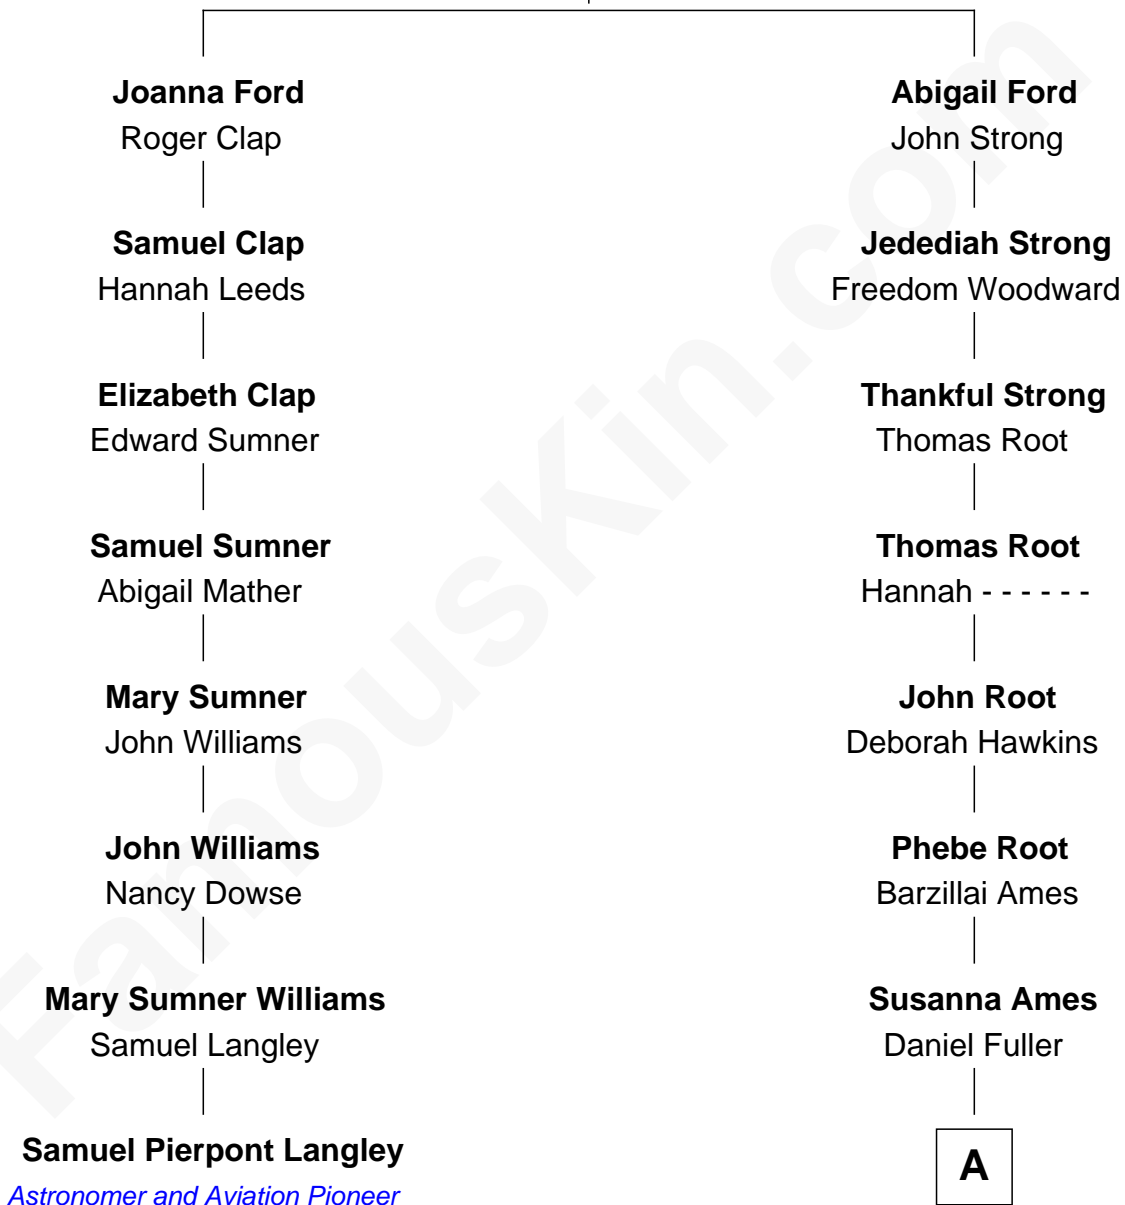 Joanna Ford
Roger Clap
Samuel Clap
Hannah Leeds
Elizabeth Clap
Edward Sumner
Samuel Sumner
Abigail Mather
Mary Sumner
John Williams
John Williams
Nancy Dowse
Mary Sumner Williams
Samuel Langley
Samuel Pierpont Langley
Astronomer and Aviation Pioneer
Abigail Ford
John Strong
Jedediah Strong
Freedom Woodward
Thankful Strong
Thomas Root
Thomas Root
Hannah - - - - - -
John Root
Deborah Hawkins
Phebe Root
Barzillai Ames
Susanna Ames
Daniel Fuller
A
FamousKin.com